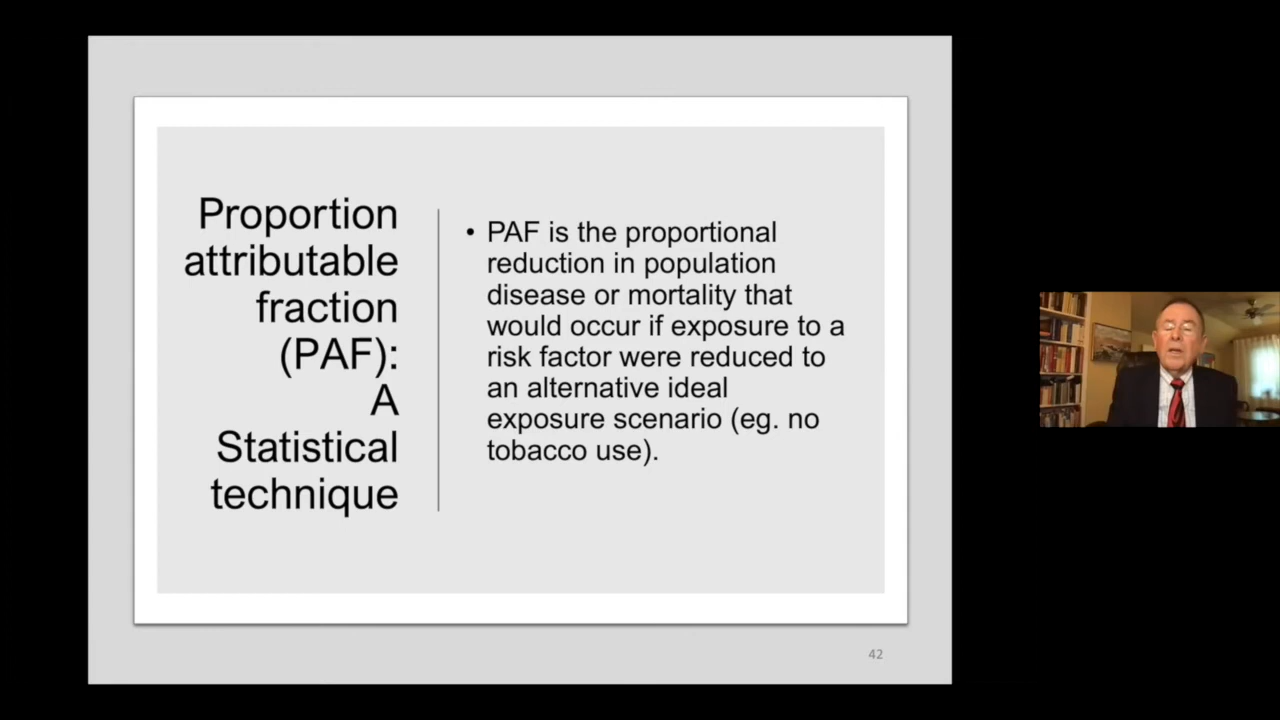 Proportion
attributable
fraction
(PAF):
A
Statistical
technique
• PAF is the proportional
reduction in population
disease or mortality that
would occur if exposure to a
risk factor were reduced to
an alternative ideal
exposure scenario (eg. no
tobacco use).
42